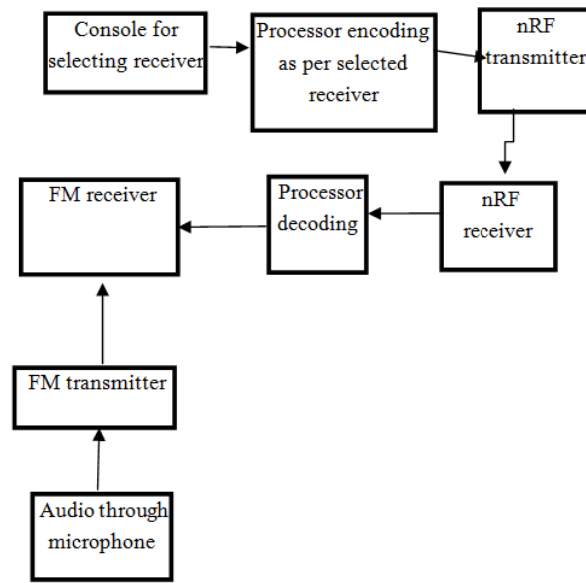 Console for
selecting receiver
Processor encoding
as per selected
receiver
nRF
transmitter
FM receiver
Processor
decoding
nRF
receiver
FM transmitter
Audio through
microphone